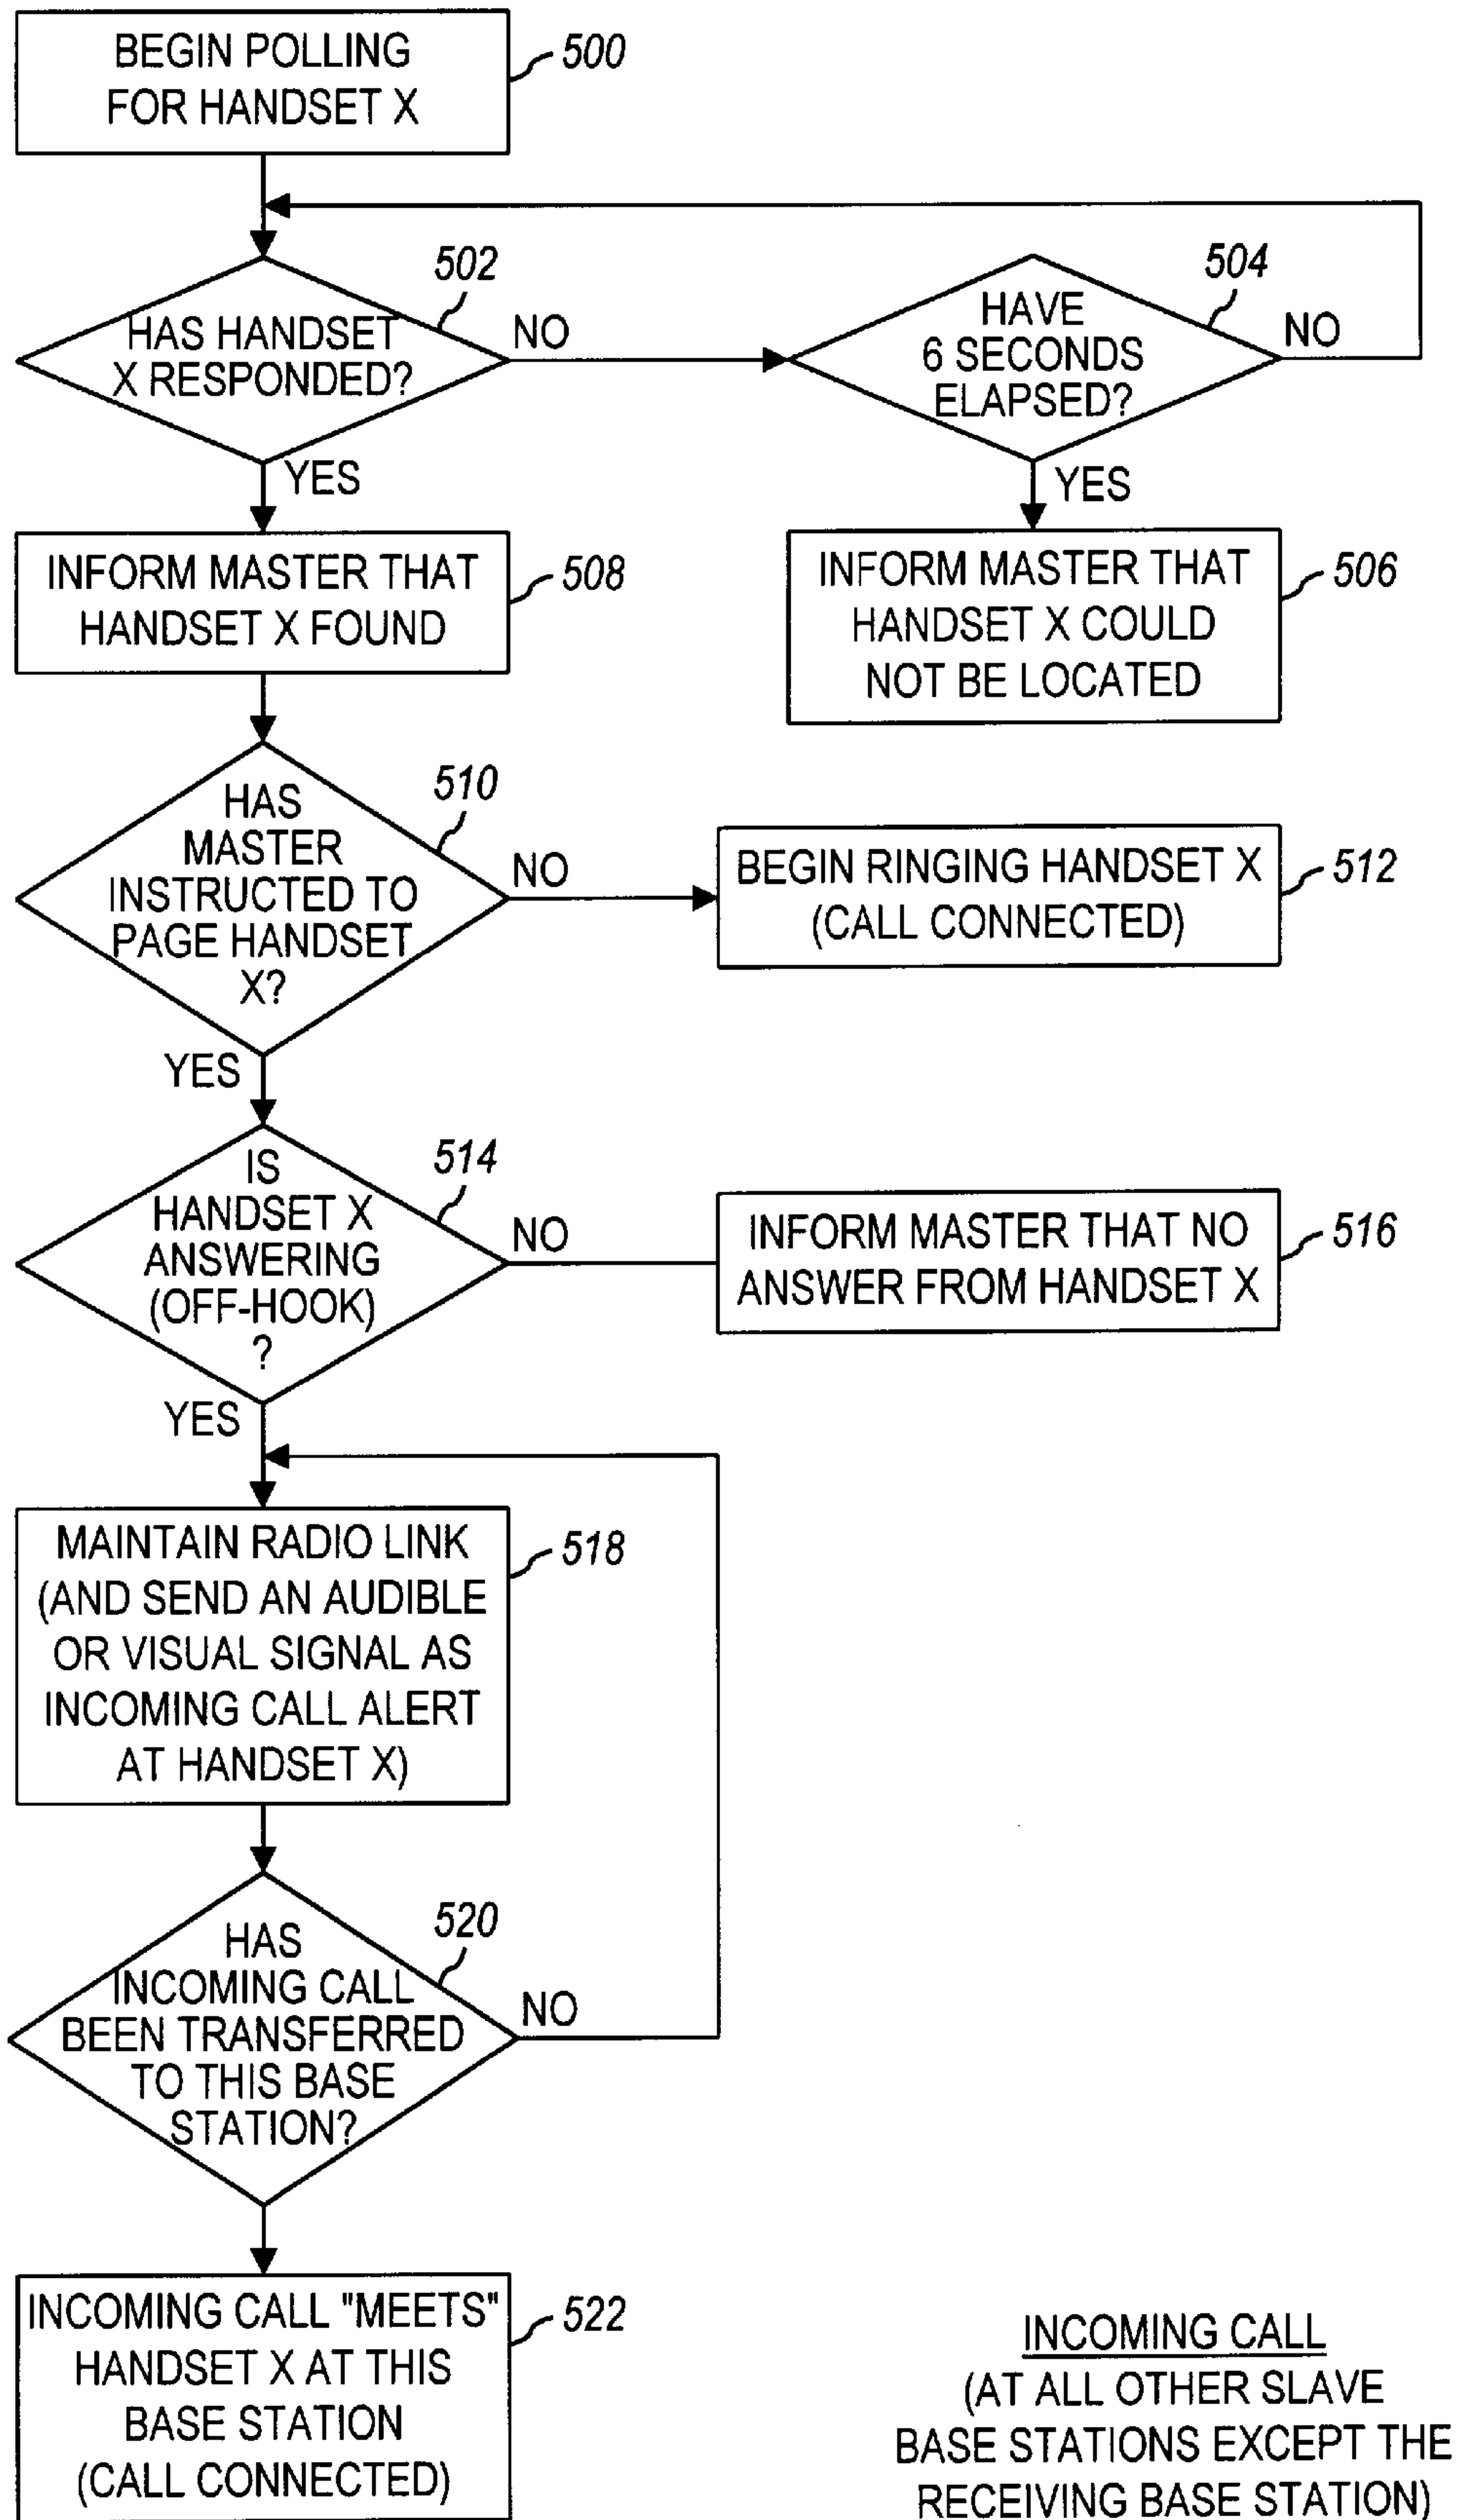 BEGIN POLLING
FOR HANDSET X
500
502
HAS HANDSET
X RESPONDED?
NO
YES
504
HAVE
6 SECONDS
ELAPSED?
NO
YES
INFORM MASTER THAT
HANDSET X FOUND
508
INFORM MASTER THAT
HANDSET X COULD
NOT BE LOCATED
506
510
HAS
MASTER
INSTRUCTED TO
PAGE HANDSET
X?
NO
YES
BEGIN RINGING HANDSET X
(CALL CONNECTED)
512
514
IS
HANDSET X
ANSWERING
(OFF-HOOK)
?
NO
YES
INFORM MASTER THAT NO
ANSWER FROM HANDSET X
516
MAINTAIN RADIO LINK
(AND SEND AN AUDIBLE
OR VISUAL SIGNAL AS
INCOMING CALL ALERT
AT HANDSET X)
518
520
HAS
INCOMING CALL
BEEN TRANSFERRED
TO THIS BASE
STATION?
NO
INCOMING CALL "MEETS"
HANDSET X AT THIS
BASE STATION
(CALL CONNECTED)
522
INCOMING CALL
(AT ALL OTHER SLAVE
BASE STATIONS EXCEPT THE
RECEIVING BASE STATION)